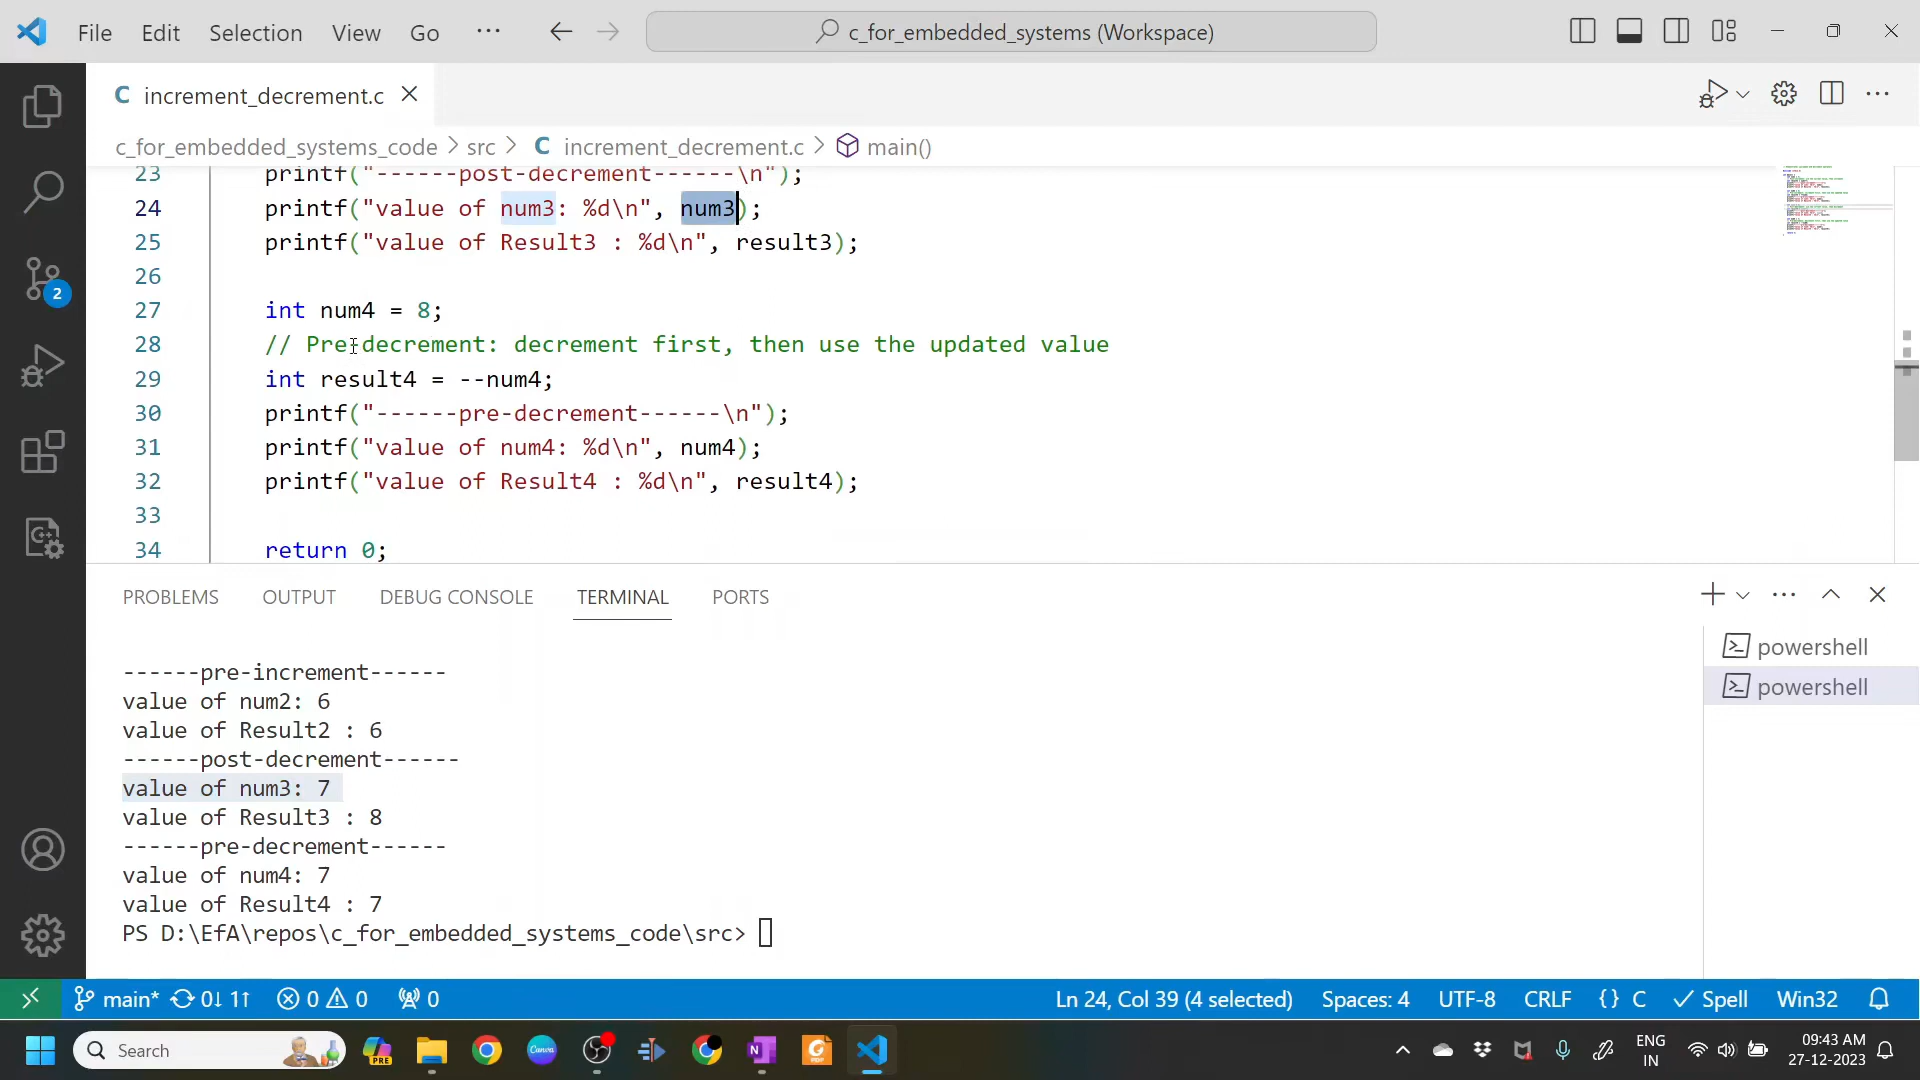 File Edit Selection View Go ··· c_for_embedded_systems (Workspace)
C increment_decrement.c
c_for_embedded_systems_code > src > C increment_decrement.c > main()
23 printf("------post-decrement------\n");
24 printf("value of num3: %d\n", num3);
25 printf("value of Result3 : %d\n", result3);
26
27 int num4 = 8;
28 // Pre-decrement: decrement first, then use the updated value
29 int result4 = --num4;
30 printf("------pre-decrement------\n");
31 printf("value of num4: %d\n", num4);
32 printf("value of Result4 : %d\n", result4);
33
34 return 0;
2
PROBLEMS OUTPUT DEBUG CONSOLE TERMINAL PORTS
------pre-increment------
value of num2: 6
value of Result2 : 6
------post-decrement------
value of num3: 7
value of Result3 : 8
------pre-decrement------
value of num4: 7
value of Result4 : 7
PS D:\EfA\repos\c_for_embedded_systems_code\src>
powershell
powershell
main* 0↓ 1↑ 0 0 0 Ln 24, Col 39 (4 selected) Spaces: 4 UTF-8 CRLF {} C Spell Win32
Search PRE Canva ENG IN 09:43 AM 27-12-2023